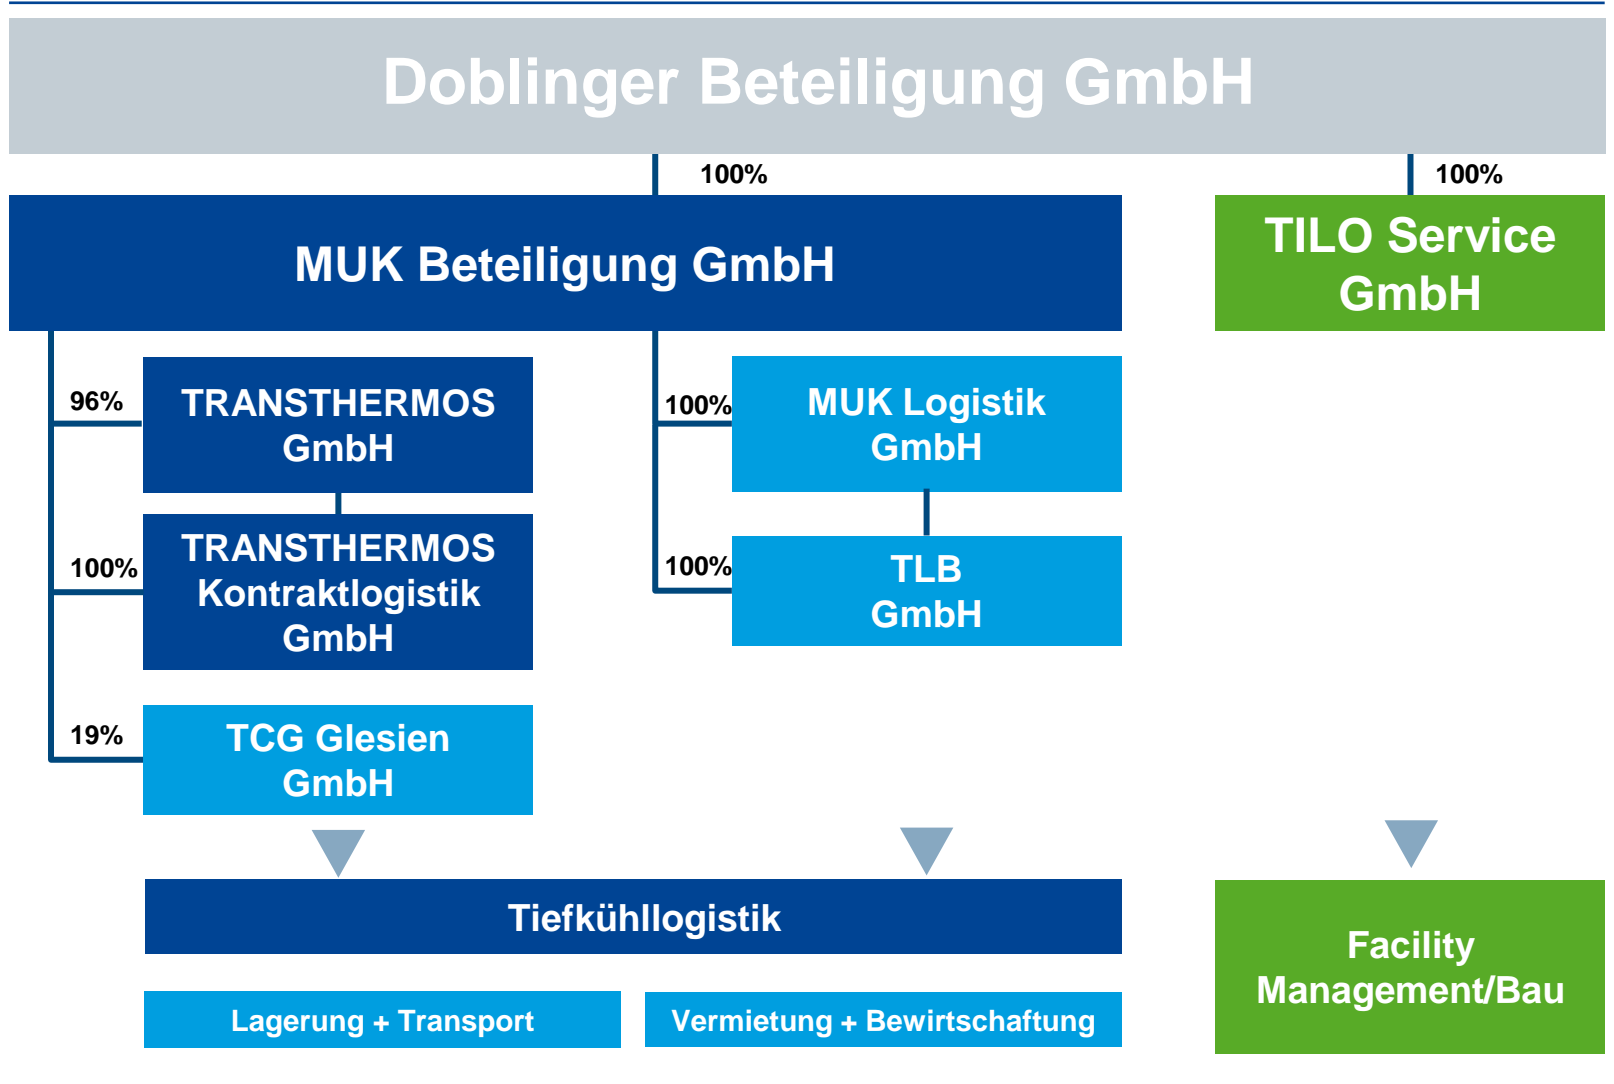 Doblinger Beteiligung GmbH
100%
100%
MUK Beteiligung GmbH
TILO Service
GmbH
96%
TRANSTHERMOS
GmbH
100%
MUK Logistik
GmbH
100%
TRANSTHERMOS
Kontraktlogistik
GmbH
100%
TLB
GmbH
19%
TCG Glesien
GmbH
Tiefkühllogistik
Facility
Management/Bau
Lagerung + Transport
Vermietung + Bewirtschaftung